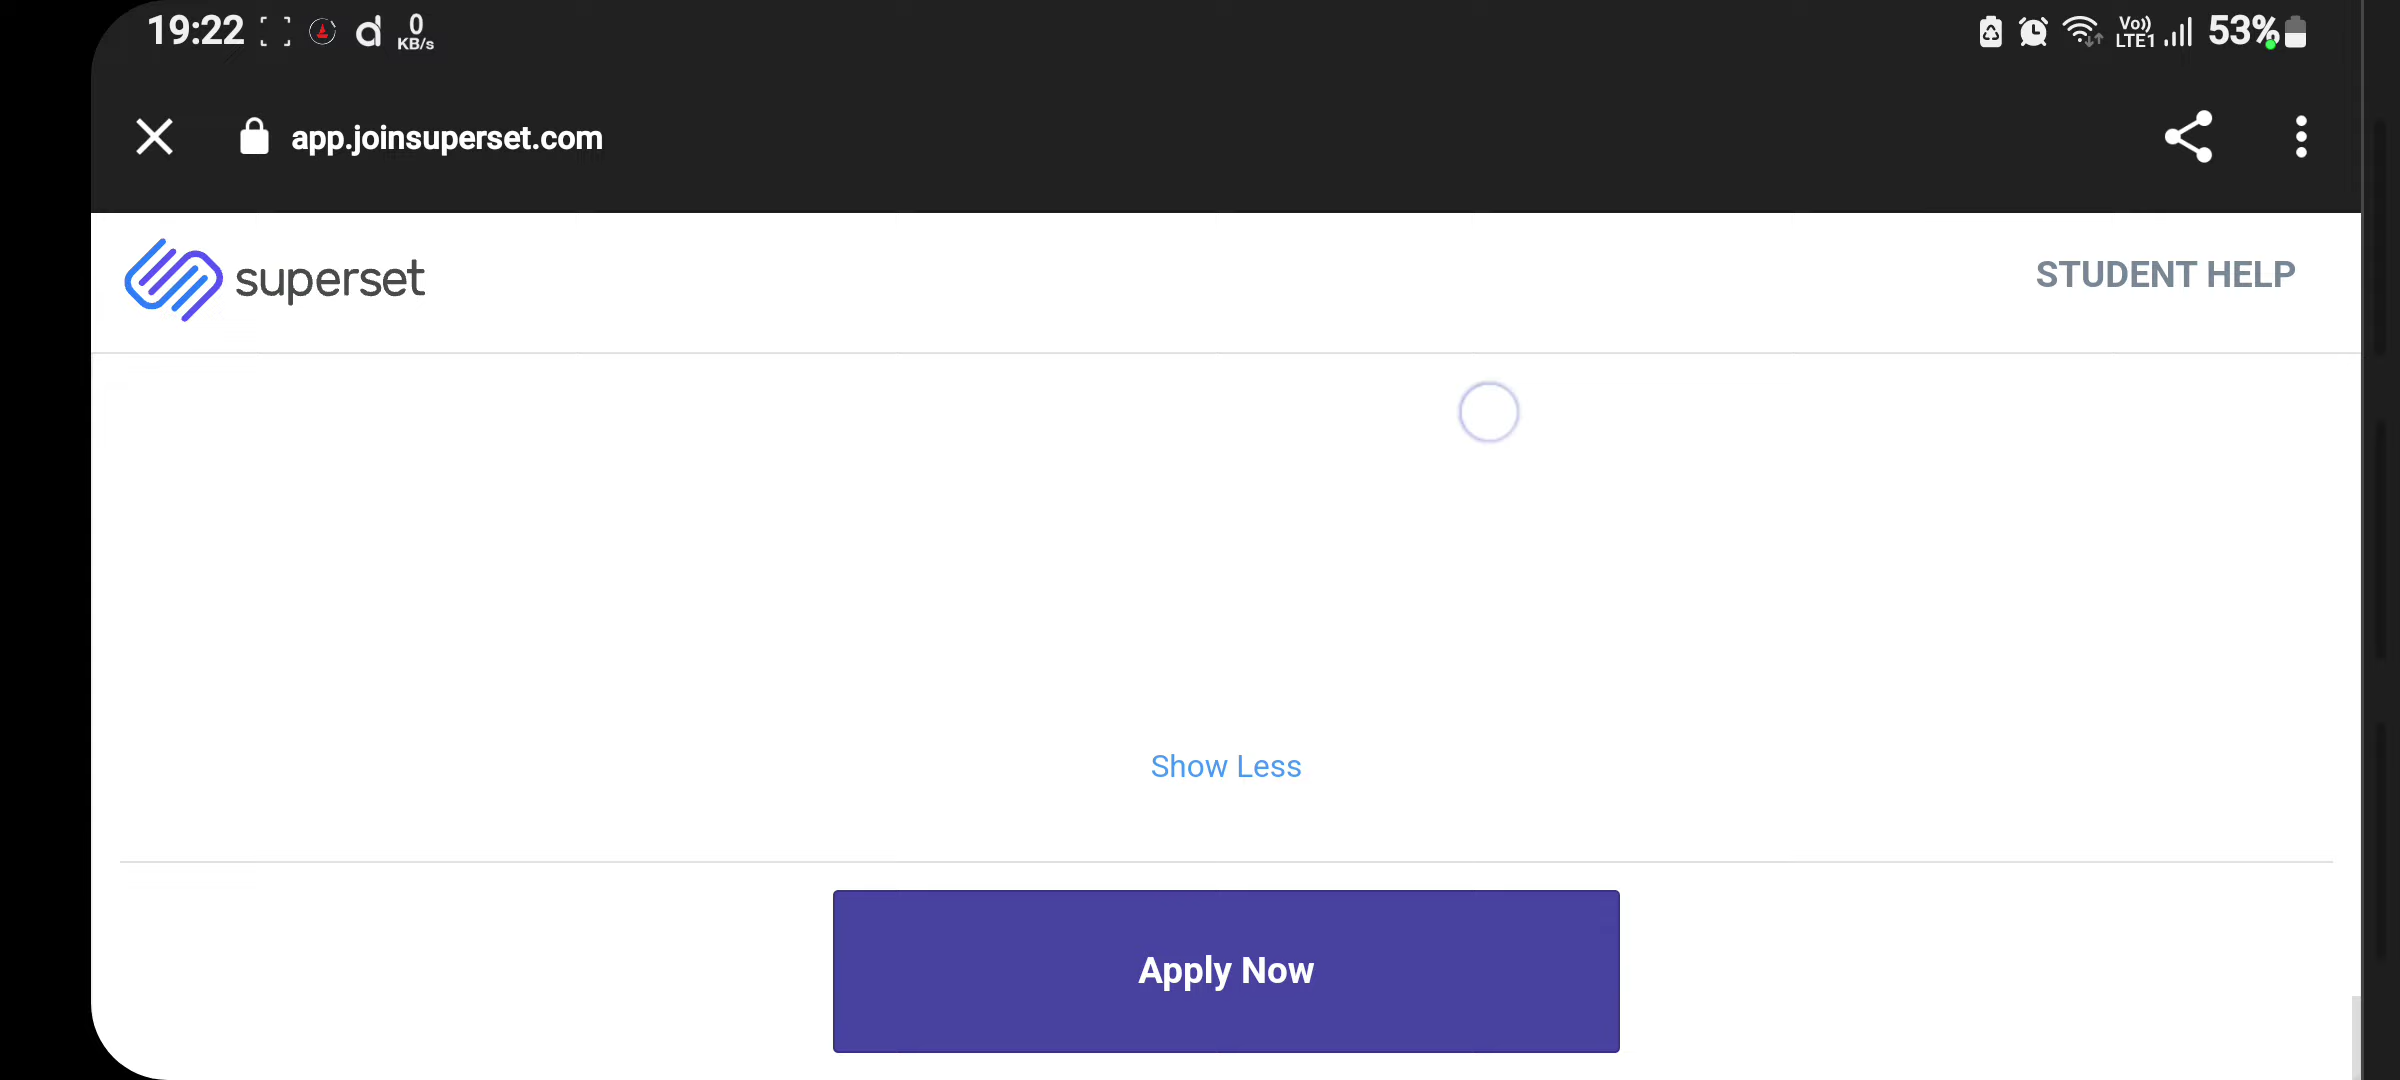 19:22 0 KB/s Vo)) LTE1 53%
app.joinsuperset.com
superset STUDENT HELP
Show Less
Apply Now